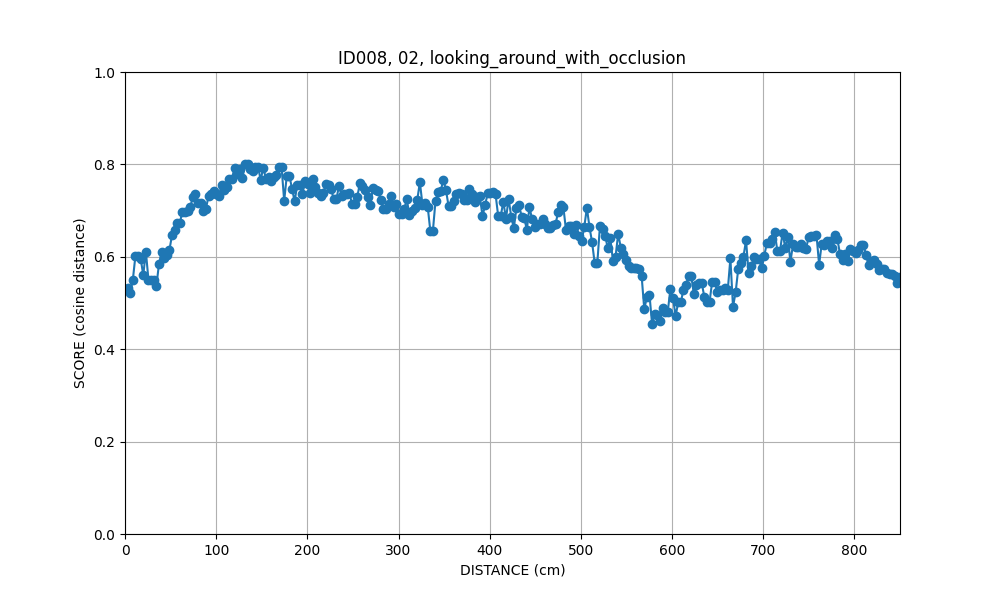 ID008, 02, looking_around_with_occlusion
1.0
0.8
0.6
0.4
0.2
0.0
SCORE (cosine distance)
0 100 200 300 400 500 600 700 800
DISTANCE (cm)